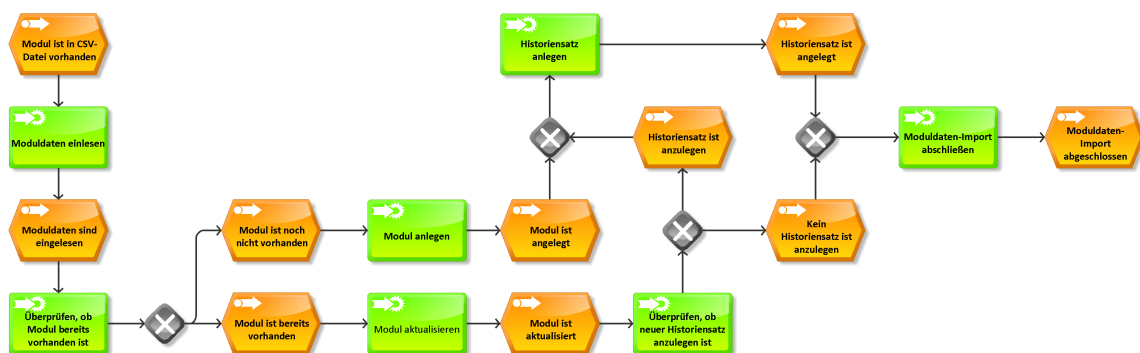 Modul ist in CSV-
Datei vorhanden
Historiensatz
anlegen
Historiensatz ist
angelegt
Moduldaten einlesen
Historiensatz ist
anzulegen
Moduldaten-Import
abschließen
Moduldaten-
Import
abgeschlossen
Moduldaten sind
eingelesen
Modul ist noch
nicht vorhanden
Modul anlegen
Modul ist
angelegt
Kein
Historiensatz ist
anzulegen
Überprüfen, ob
Modul bereits
vorhanden ist
Modul ist bereits
vorhanden
Modul aktualisieren
Modul ist
aktualisiert
Überprüfen, ob
neuer Historiensatz
anzulegen ist